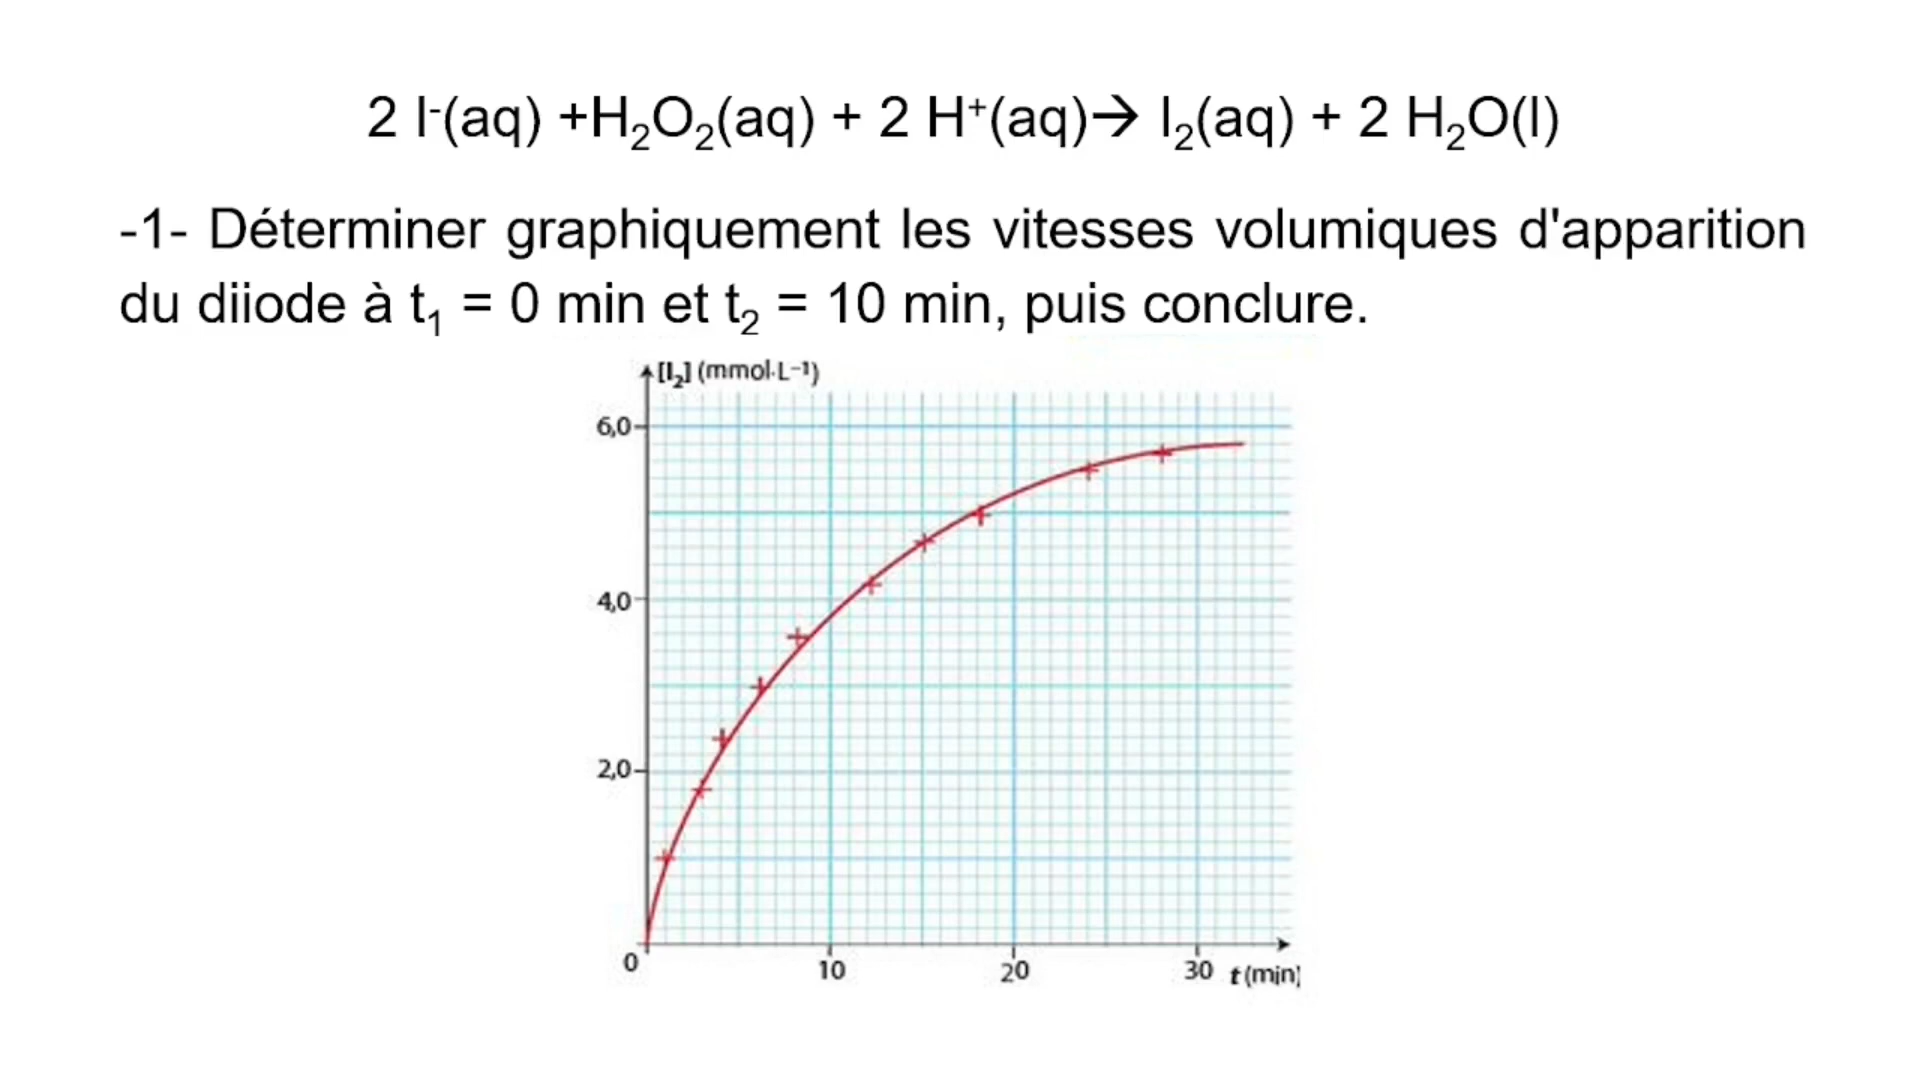 2 I⁻(aq) +H₂O₂(aq) + 2 H⁺(aq)→ I₂(aq) + 2 H₂O(l)
-1- Déterminer graphiquement les vitesses volumiques d'apparition
du diiode à t₁ = 0 min et t₂ = 10 min, puis conclure.
[I₂] (mmol·L⁻¹)
6,0
4,0
2,0
0
10
20
30
t (min)